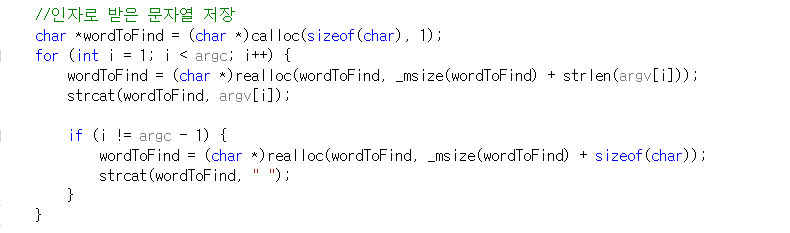 //인자로 받은 문자열 저장
char *wordToFind = (char *)calloc(sizeof(char), 1);
for (int i = 1; i < argc; i++) {
wordToFind = (char *)realloc(wordToFind, _msize(wordToFind) + strlen(argv[i]));
strcat(wordToFind, argv[i]);
if (i != argc - 1) {
wordToFind = (char *)realloc(wordToFind, _msize(wordToFind) + sizeof(char));
strcat(wordToFind, " ");
}
}